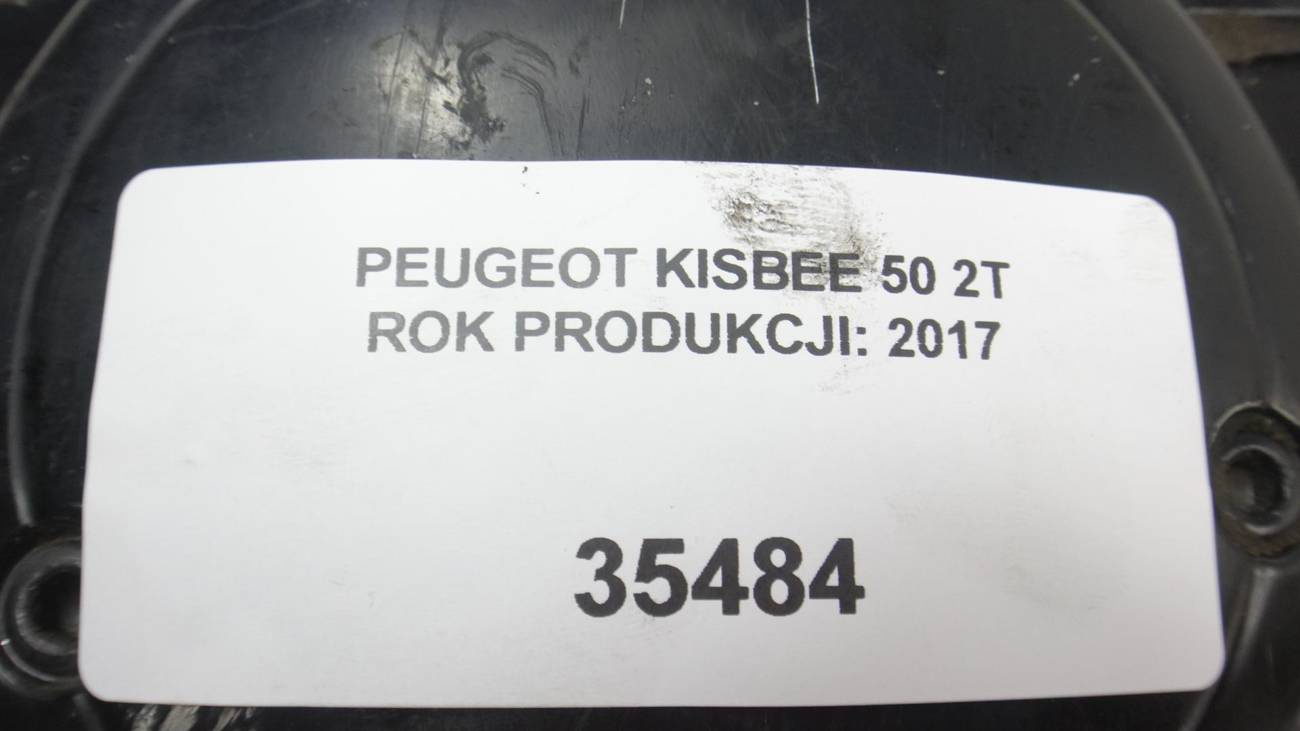 PEUGEOT KISBEE 50 2T
ROK PRODUKCJI: 2017
35484